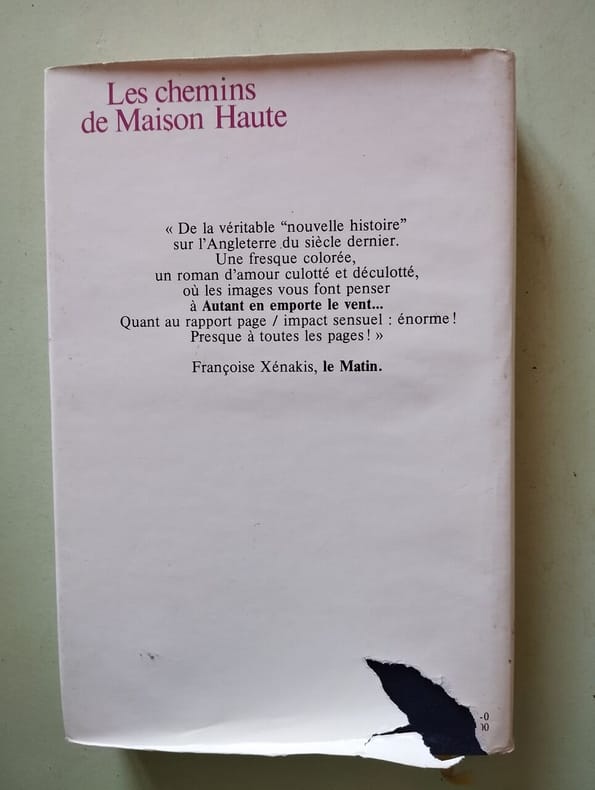 Les chemins
de Maison Haute
« De la véritable “nouvelle histoire”
sur l'Angleterre du siècle dernier.
Une fresque colorée,
un roman d'amour culotté et déculotté,
où les images vous font penser
à Autant en emporte le vent...
Quant au rapport page / impact sensuel : énorme !
Presque à toutes les pages ! »
Françoise Xénakis, le Matin.
-0
00